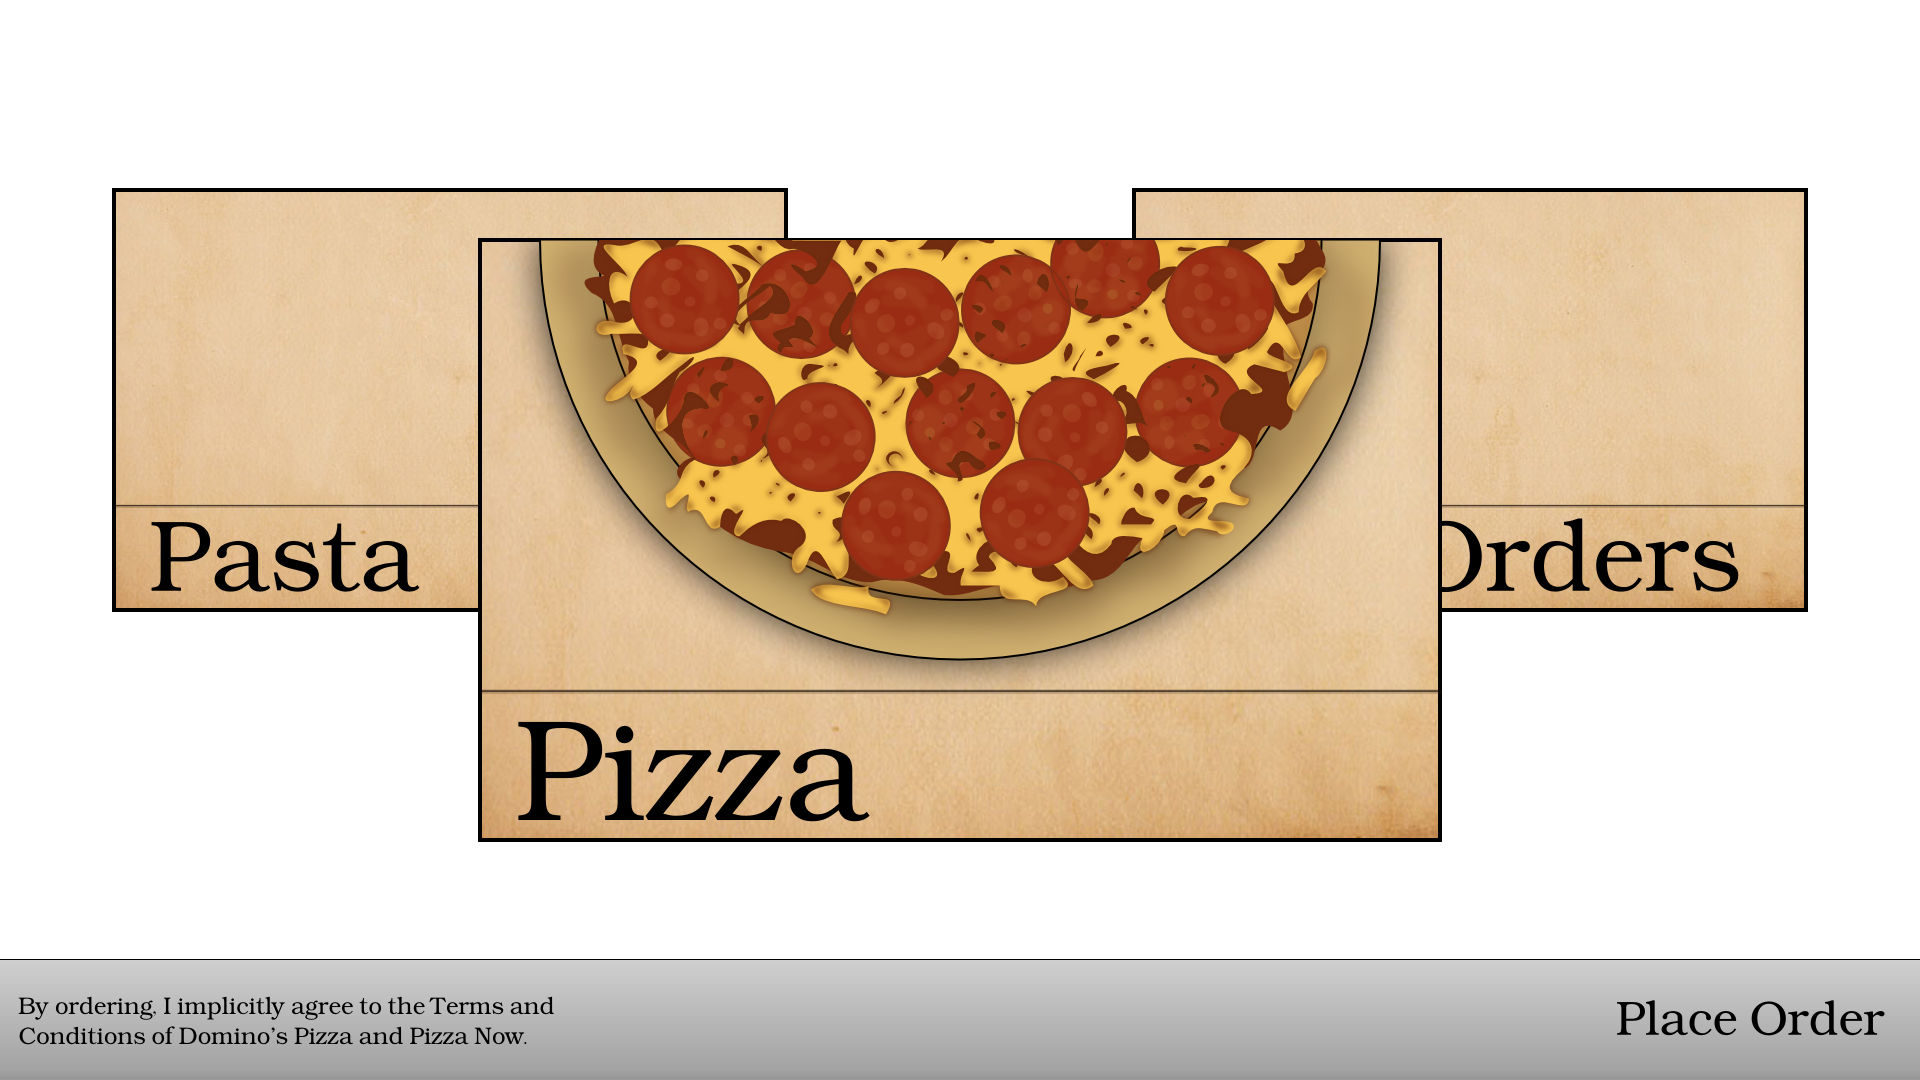 Pasta
Orders
Pizza
By ordering, I implicitly agree to the Terms and
Conditions of Domino's Pizza and Pizza Now.
Place Order